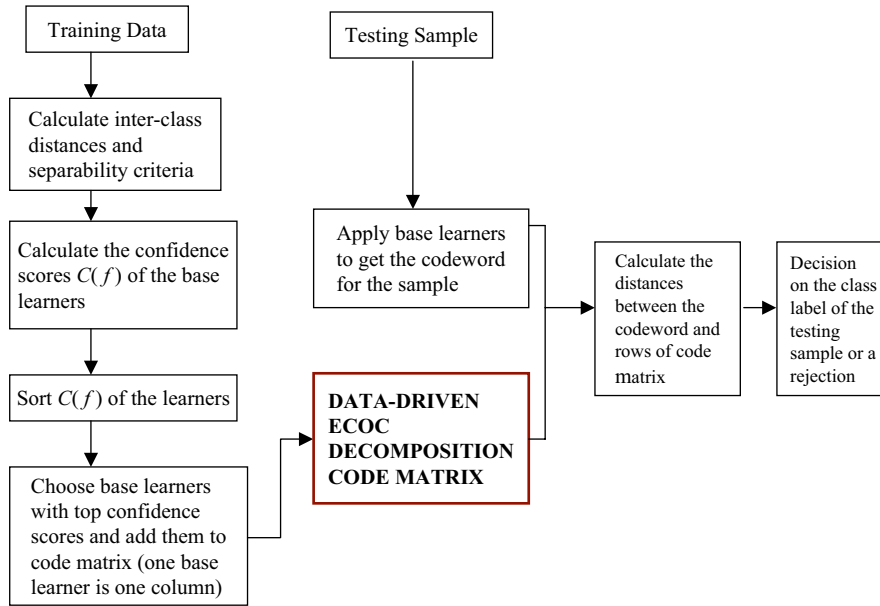 Training Data
Calculate inter-class
distances and
separability criteria
Calculate the confidence
scores C(f) of the base
learners
Sort C(f) of the learners
Choose base learners
with top confidence
scores and add them to
code matrix (one base
learner is one column)
Testing Sample
Apply base learners
to get the codeword
for the sample
DATA-DRIVEN
ECOC
DECOMPOSITION
CODE MATRIX
Calculate the
distances
between the
codeword and
rows of code
matrix
Decision
on the class
label of the
testing
sample or a
rejection